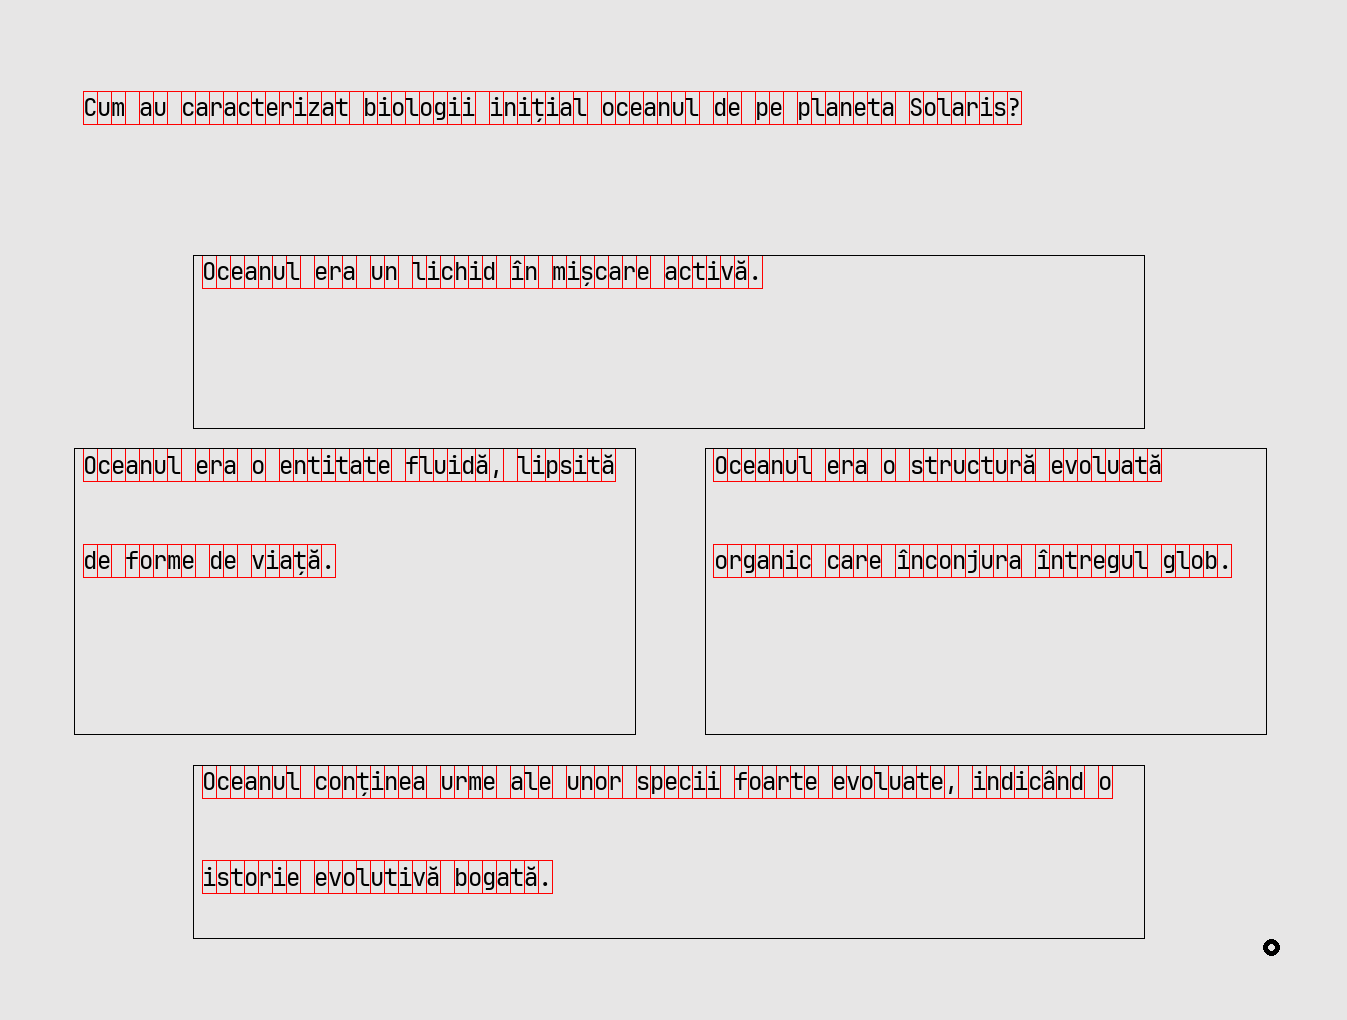 Cum au caracterizat biologii inițial oceanul de pe planeta Solaris?
Oceanul era un lichid în mișcare activă.
Oceanul era o entitate fluidă, lipsită
de forme de viață.
Oceanul era o structură evoluată
organic care înconjura întregul glob.
Oceanul conținea urme ale unor specii foarte evoluate, indicând o
istorie evolutivă bogată.